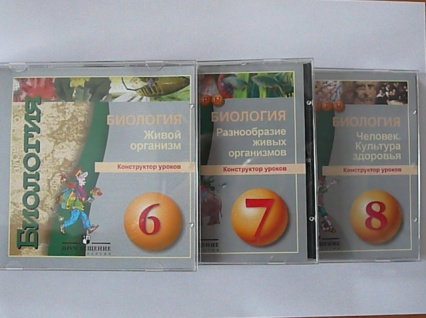 БИОЛОГИЯ
БИОЛОГИЯ
Живой
организм
Конструктор уроков
6
ПРОСВЕЩЕНИЕ
БИОЛОГИЯ
Разнообразие
живых
организмов
Конструктор уроков
7
БИОЛОГИЯ
Человек.
Культура
здоровья
Конструктор уроков
8